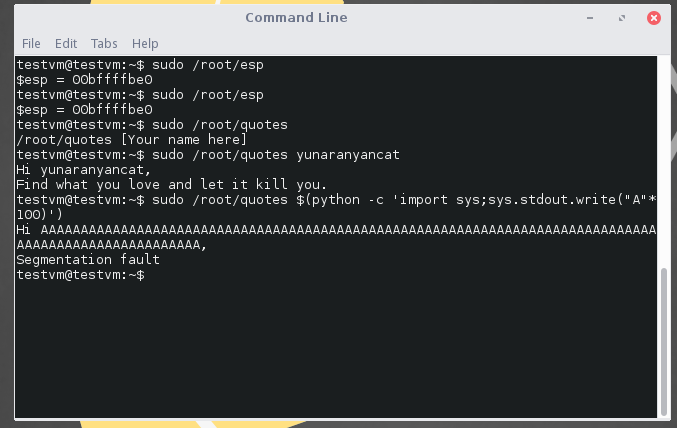 Command Line
File Edit Tabs Help
testvm@testvm:~$ sudo /root/esp
$esp = 00bffffbe0
testvm@testvm:~$ sudo /root/esp
$esp = 00bffffbe0
testvm@testvm:~$ sudo /root/quotes
/root/quotes [Your name here]
testvm@testvm:~$ sudo /root/quotes yunaranyancat
Hi yunaranyancat,
Find what you love and let it kill you.
testvm@testvm:~$ sudo /root/quotes $(python -c 'import sys;sys.stdout.write("A"*
100)')
Hi AAAAAAAAAAAAAAAAAAAAAAAAAAAAAAAAAAAAAAAAAAAAAAAAAAAAAAAAAAAAAAAAAAAAAAAAAAAAA
AAAAAAAAAAAAAAAAAAAAAAA,
Segmentation fault
testvm@testvm:~$